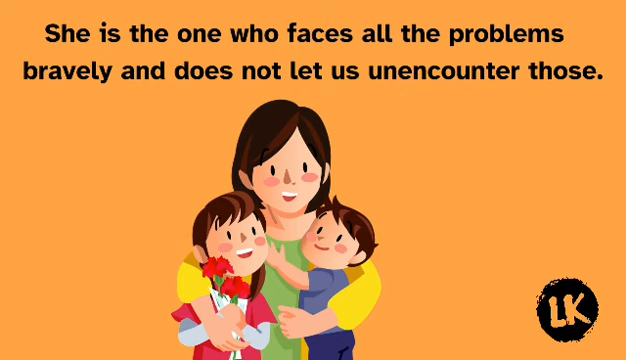 She is the one who faces all the problems
bravely and does not let us unencounter those.
LK